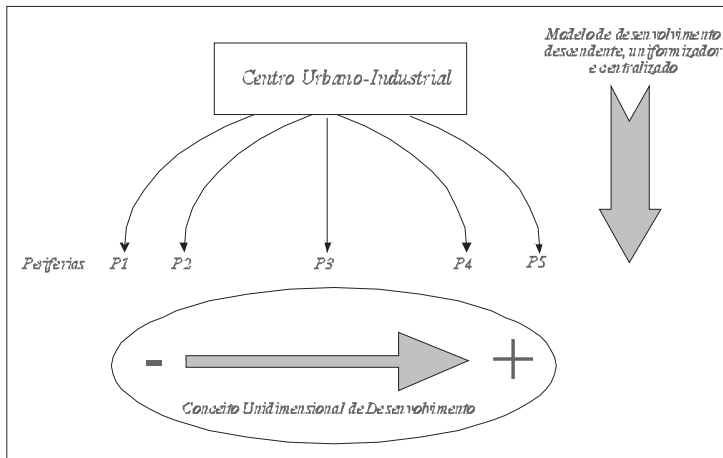 Modelo de desenvolvimento
descendente, uniformizador
e centralizado
Centro Urbano-Industrial
Periferias P1 P2 P3 P4 P5
- +
Conceito Unidimensional de Desenvolvimento